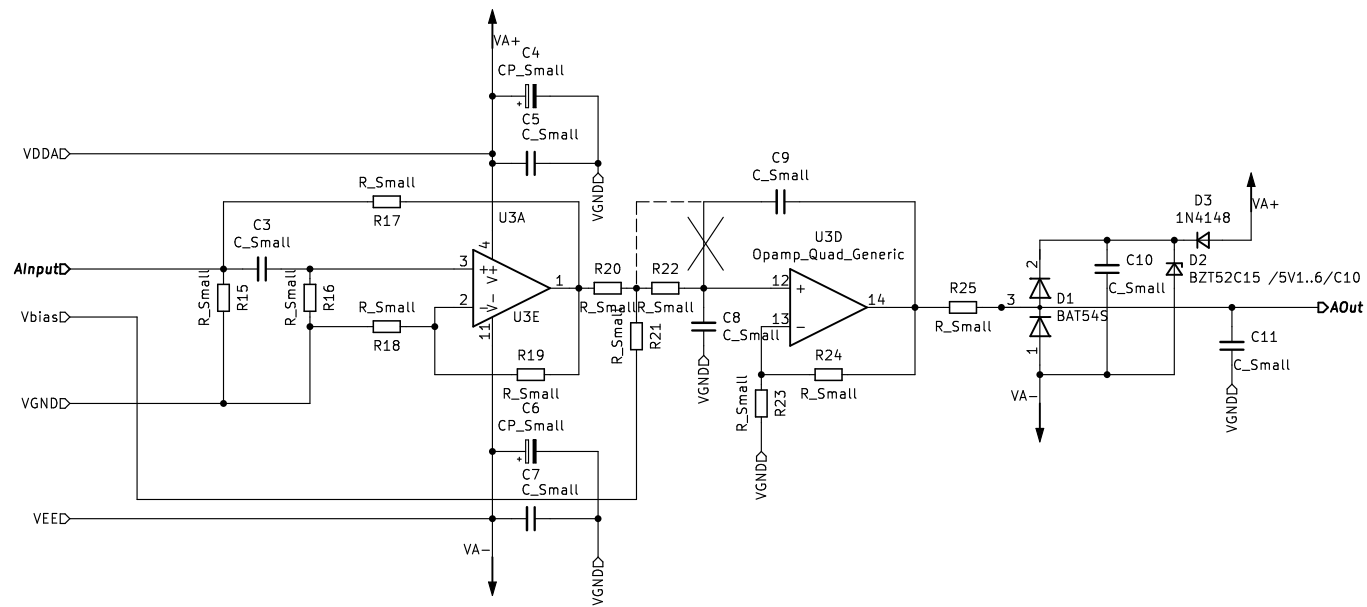 VA+
C4
CP_Small
C5
C_Small
VDDA
VGND
R_Small
R17
C3
C_Small
U3A
4
AInput
3
++
V
1
2
V-
11
U3E
R_Small
R15
R_Small
R16
Vbias
R_Small
R18
R19
R_Small
VGND
C6
CP_Small
C7
C_Small
VEE
VA-
VGND
R20
R_Small
R22
R_Small
R_Small
R21
C9
C_Small
U3D
Opamp_Quad_Generic
12
+
14
13
-
C8
C_Small
VGND
R24
R_Small
R_Small
R23
VGND
R25
R_Small
3
2
D1
BAT54S
1
VA-
C10
C_Small
D3
1N4148
VA+
D2
BZT52C15 /5V1..6/C10
AOut
C11
C_Small
VGND